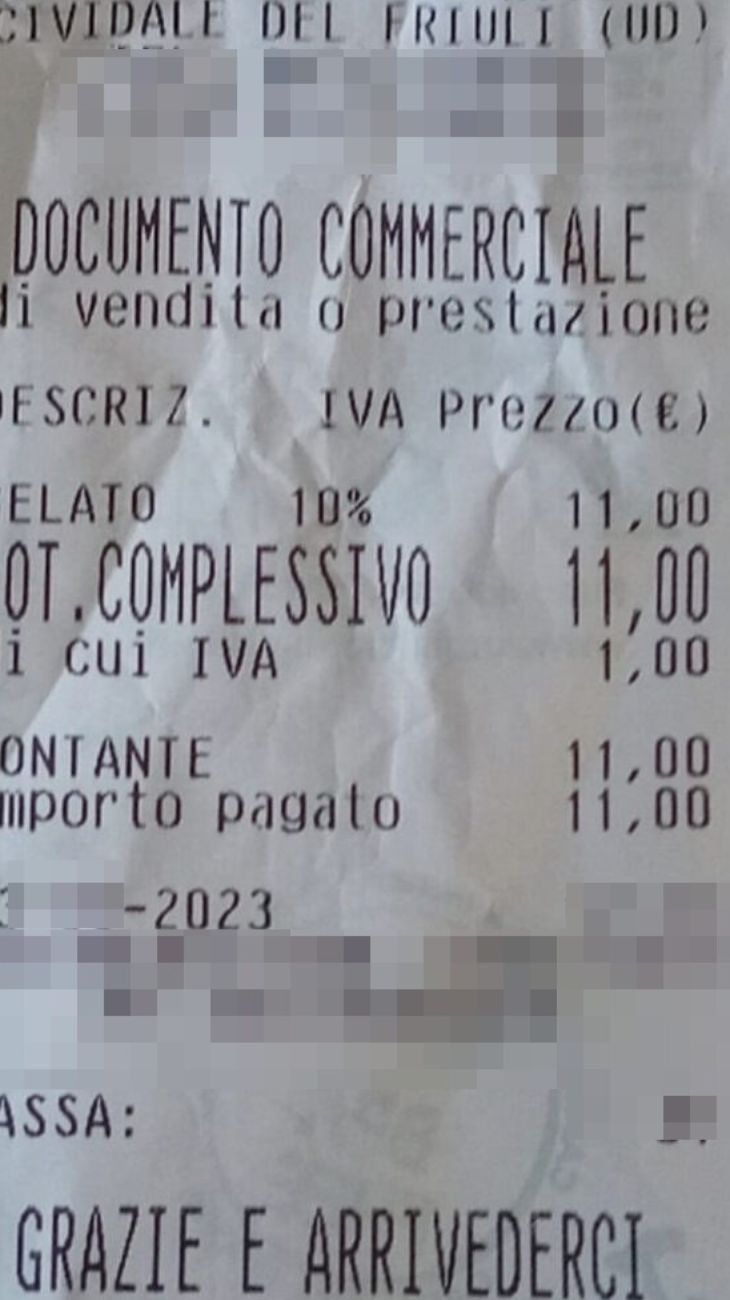 CIVIDALE DEL FRIULI (UD)
DOCUMENTO COMMERCIALE
di vendita o prestazione
DESCRIZ. IVA Prezzo(€)
ELATO 10% 11,00
OT.COMPLESSIVO 11,00
i cui IVA 1,00
ONTANTE 11,00
mporto pagato 11,00
-2023
ASSA:
GRAZIE E ARRIVEDERCI